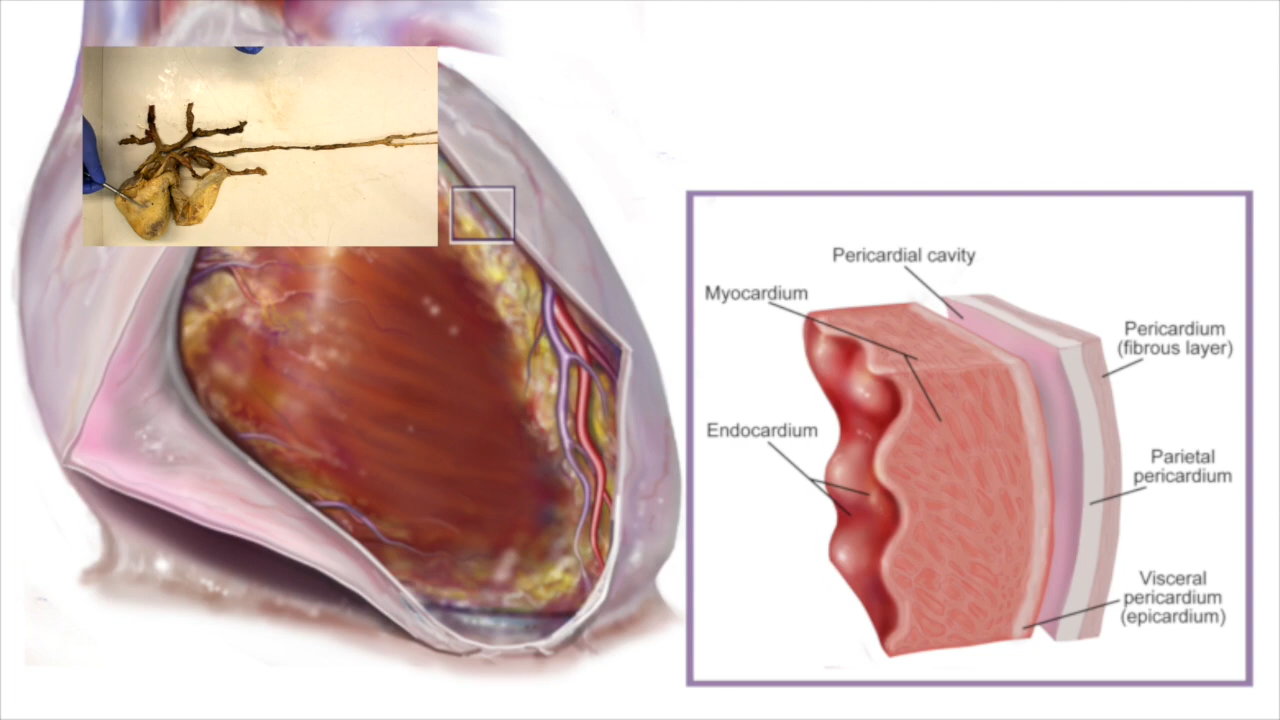 Pericardial cavity
Myocardium
Pericardium
(fibrous layer)
Endocardium
Parietal
pericardium
Visceral
pericardium
(epicardium)